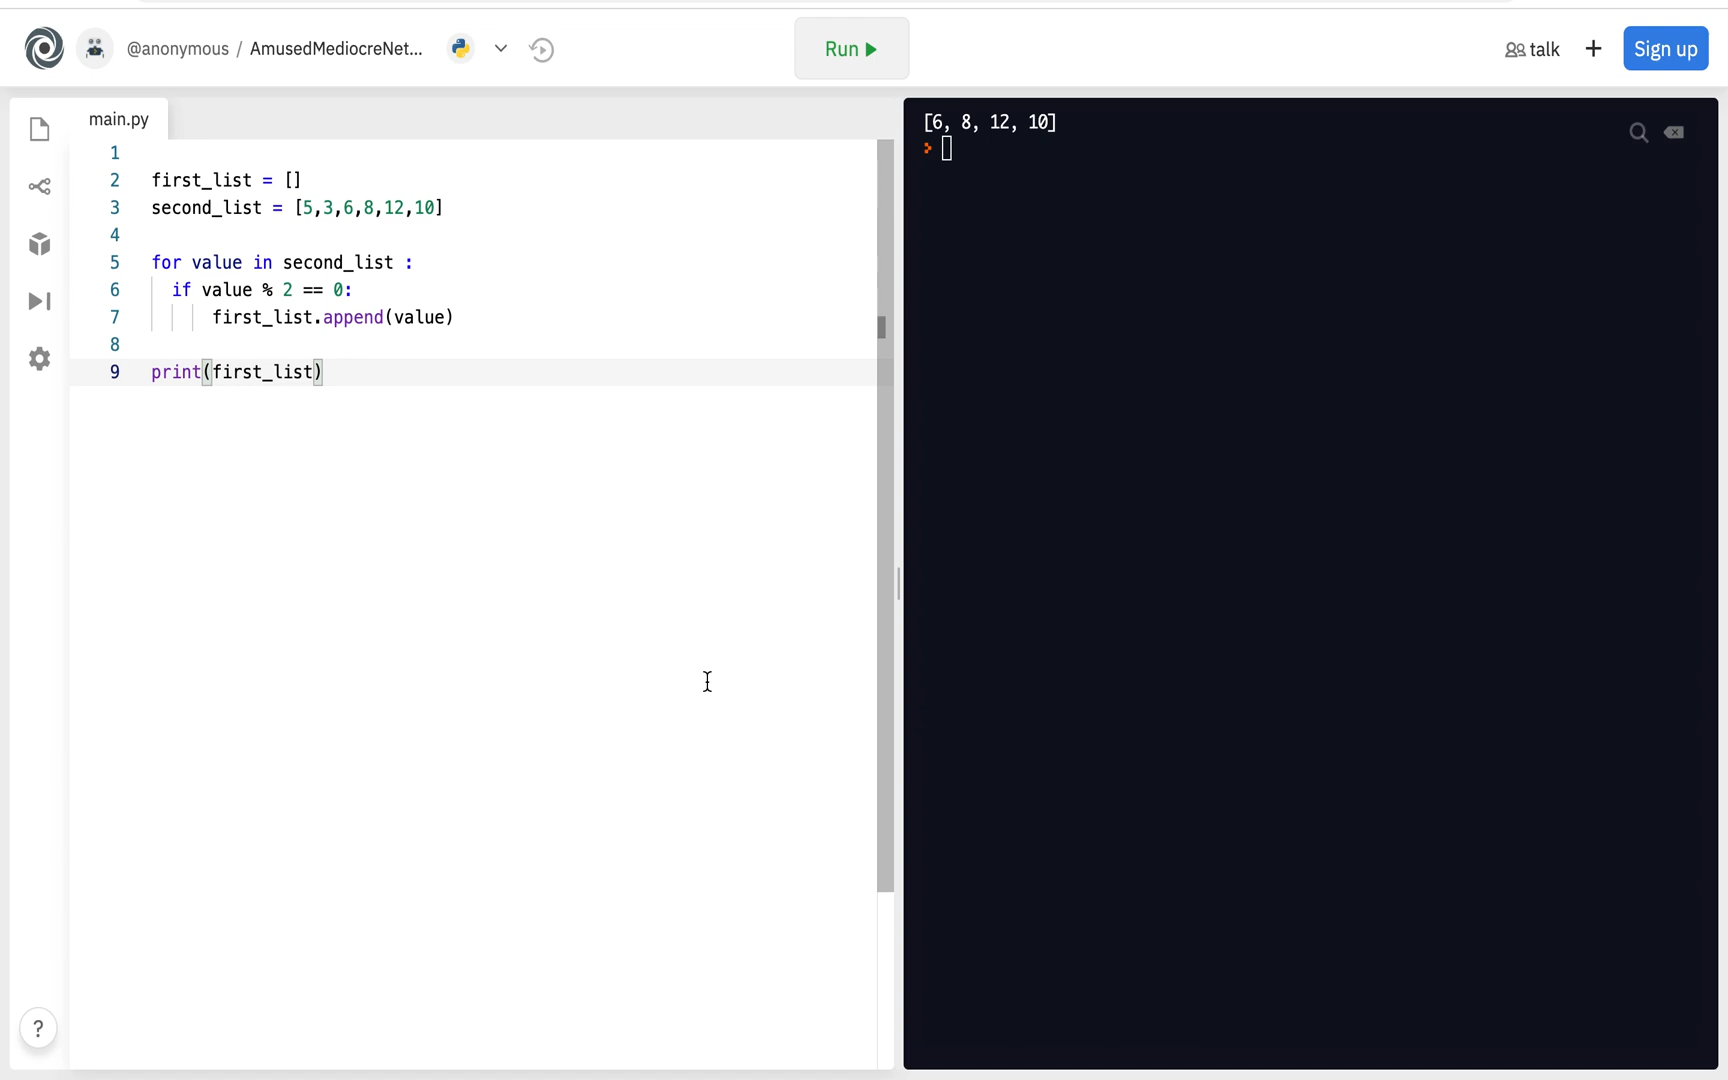 @anonymous / AmusedMediocreNet...
Run
talk
+
Sign up
main.py
1
2 first_list = []
3 second_list = [5,3,6,8,12,10]
4
5 for value in second_list :
6 if value % 2 == 0:
7 first_list.append(value)
8
9 print(first_list)
?
[6, 8, 12, 10]